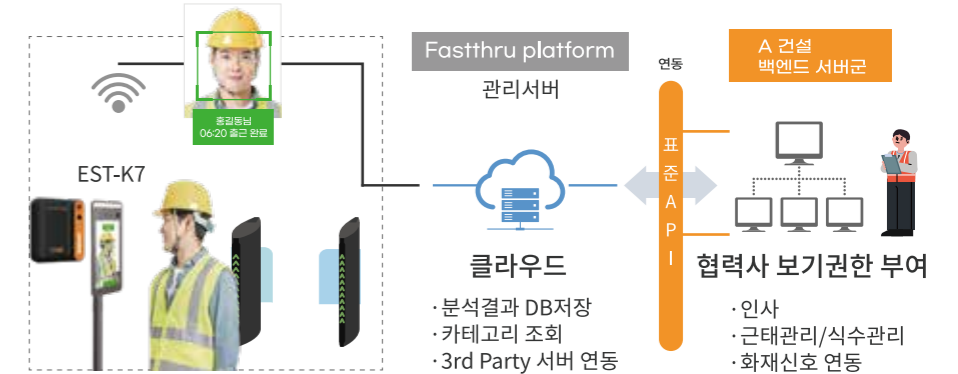 Fastthru platform
관리서버
연동
A 건설
백엔드 서버군
홍길동님
06:20 출근 완료
EST-K7
표
준
A
P
I
클라우드
·분석결과 DB저장
·카테고리 조회
·3rd Party 서버 연동
협력사 보기권한 부여
·인사
·근태관리/식수관리
·화재신호 연동